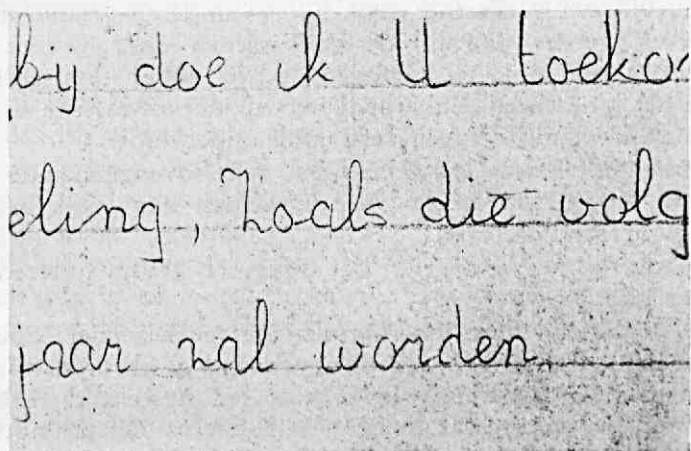 bij doe ik U toeko
eling, zoals die volg
jaar zal worden.